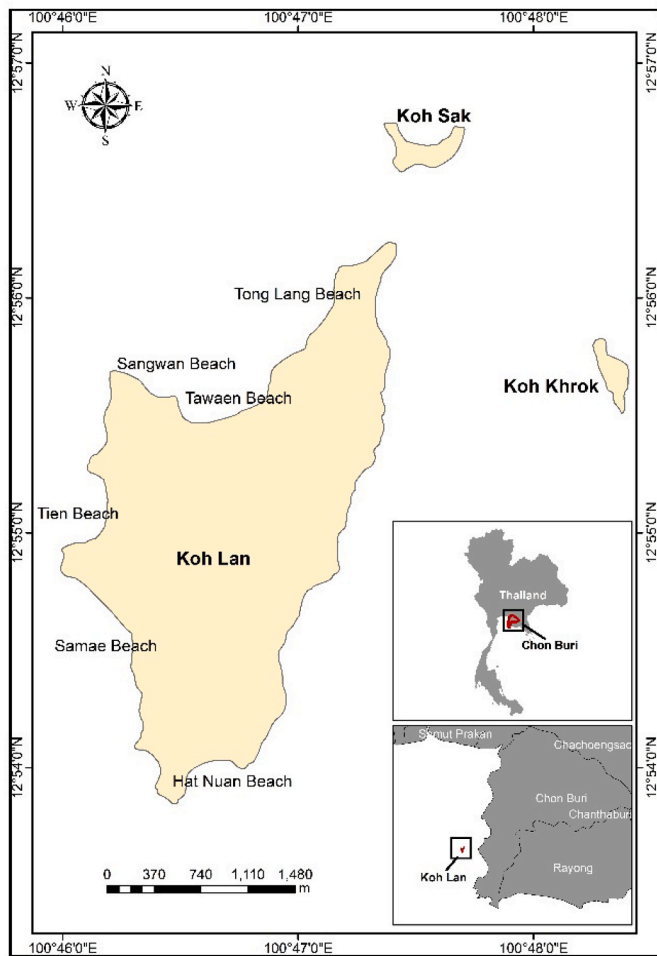 100°46'0"E
100°47'0"E
100°48'0"E
12°57'0"N
12°57'0"N
N
W
E
S
Koh Sak
Tong Lang Beach
12°56'0"N
12°56'0"N
Sangwan Beach
Koh Khrok
Tawaen Beach
Tien Beach
12°55'0"N
12°55'0"N
Koh Lan
Thailand
Samae Beach
Chon Buri
Samut Prakan
Chachoengsac
12°54'0"N
12°54'0"N
Hat Nuan Beach
Chon Buri
Chanthaburi
Koh Lan
Rayong
0 370 740 1,110 1,480
m
100°46'0"E
100°47'0"E
100°48'0"E